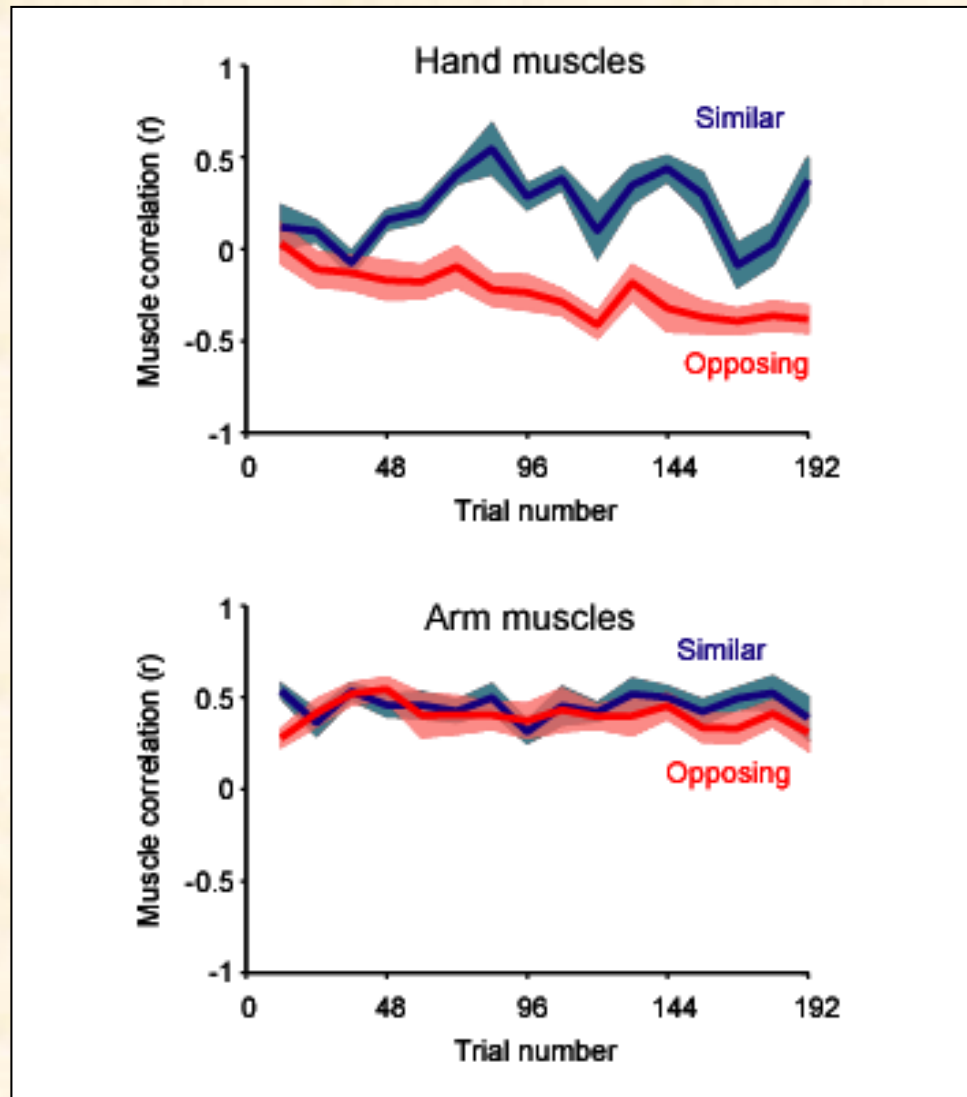 Hand muscles
Muscle correlation (r)
1
0.5
0
-0.5
-1
Similar
Opposing
0 48 96 144 192
Trial number
Arm muscles
Muscle correlation (r)
1
0.5
0
-0.5
-1
Similar
Opposing
0 48 96 144 192
Trial number